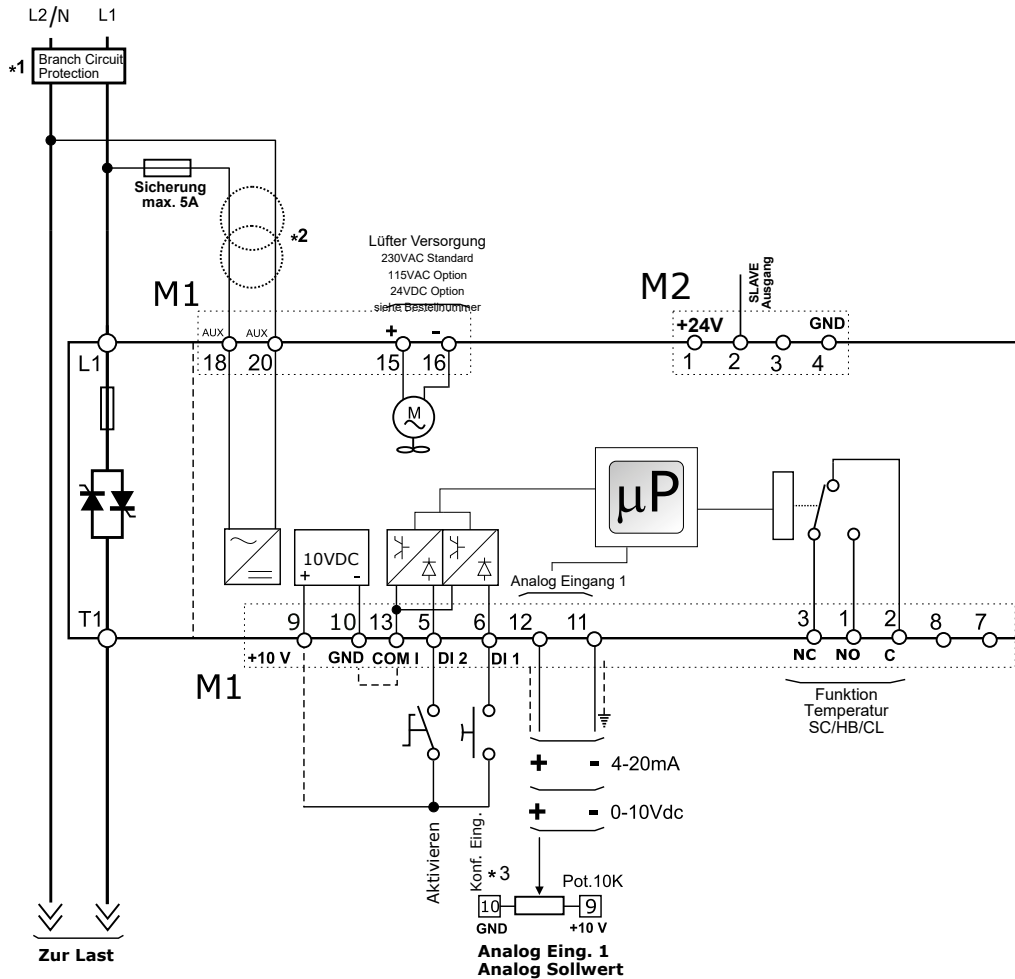 L2/N L1
*1 Branch Circuit
Protection
Sicherung
max. 5A
*2
Lüfter Versorgung
230VAC Standard
115VAC Option
24VDC Option
siehe Bestellnummer
M1
M2
SLAVE
Ausgang
AUX AUX + - +24V GND
L1 18 20 15 16 1 2 3 4
M
µP
10VDC
+ -
Analog Eingang 1
T1 9 10 13 5 6 12 11 3 1 2 8 7
+10 V GND COM I DI 2 DI 1 NC NO C
M1
Funktion
Temperatur
SC/HB/CL
+ - 4-20mA
+ - 0-10Vdc
Aktivieren
Konf. Eing.
*3
Pot.10K
10 9
GND +10 V
Analog Eing. 1
Analog Sollwert
Zur Last